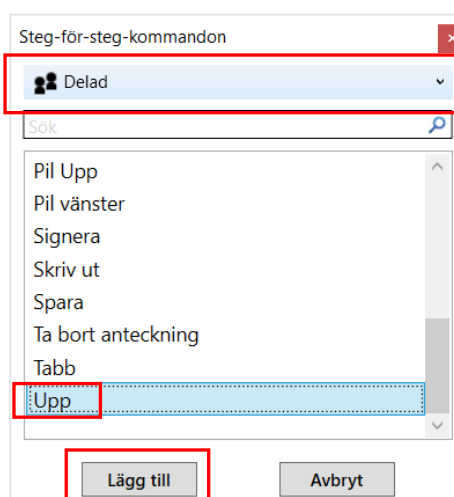 Steg-för-steg-kommandon
Delad
Sök
Pil Upp
Pil vänster
Signera
Skriv ut
Spara
Ta bort anteckning
Tabb
Upp
Lägg till Avbryt